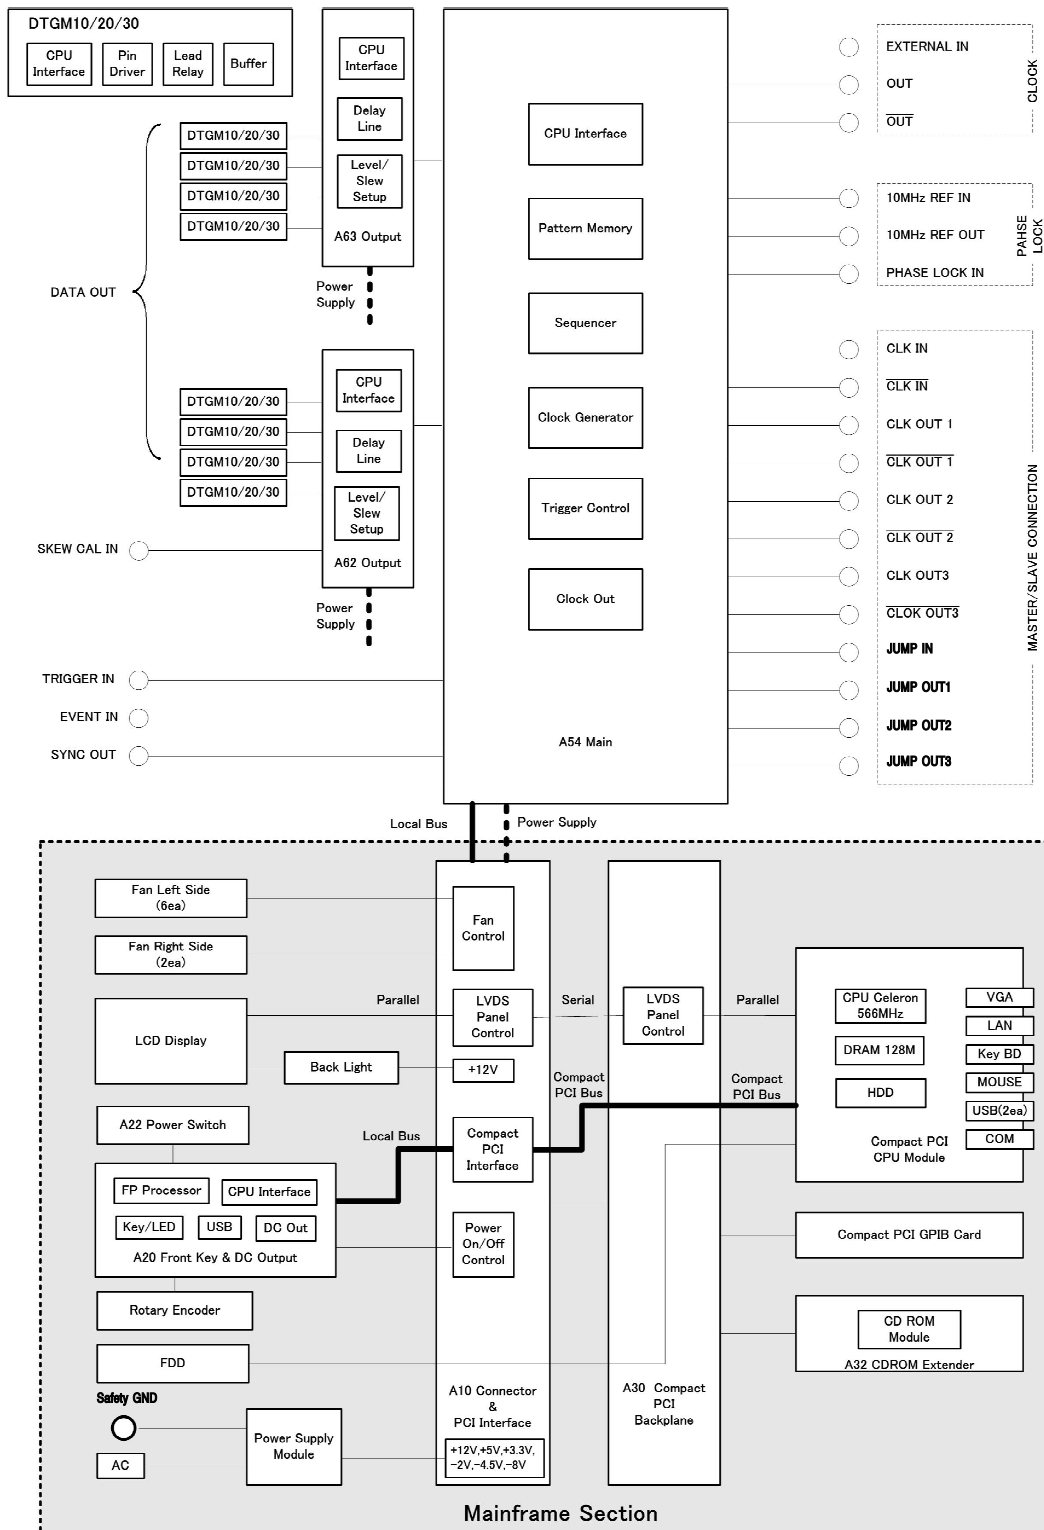 DTGM10/20/30
CPU
Interface
Pin
Driver
Lead
Relay
Buffer
CPU
Interface
Delay
Line
Level/
Slew
Setup
A63 Output
Power
Supply
DTGM10/20/30
DTGM10/20/30
DTGM10/20/30
DTGM10/20/30
DATA OUT
DTGM10/20/30
DTGM10/20/30
DTGM10/20/30
DTGM10/20/30
CPU
Interface
Delay
Line
Level/
Slew
Setup
A62 Output
Power
Supply
SKEW CAL IN
TRIGGER IN
EVENT IN
SYNC OUT
CPU Interface
Pattern Memory
Sequencer
Clock Generator
Trigger Control
Clock Out
A54 Main
EXTERNAL IN
OUT
OUT
CLOCK
10MHz REF IN
10MHz REF OUT
PHASE LOCK IN
PAHSE
LOCK
CLK IN
CLK IN
CLK OUT 1
CLK OUT 1
CLK OUT 2
CLK OUT 2
CLK OUT3
CLOK OUT3
JUMP IN
JUMP OUT1
JUMP OUT2
JUMP OUT3
MASTER/SLAVE CONNECTION
Local Bus
Power Supply
Fan Left Side
(6ea)
Fan Right Side
(2ea)
LCD Display
Back Light
A22 Power Switch
FP Processor
CPU Interface
Key/LED
USB
DC Out
A20 Front Key & DC Output
Rotary Encoder
FDD
Safety GND
AC
Power Supply
Module
Parallel
Local Bus
Fan
Control
LVDS
Panel
Control
+12V
Compact
PCI
Interface
Power
On/Off
Control
A10 Connector
&
PCI Interface
+12V,+5V,+3.3V,
-2V,-4.5V,-8V
Serial
Compact
PCI Bus
LVDS
Panel
Control
A30 Compact
PCI
Backplane
Parallel
Compact
PCI Bus
CPU Celeron
566MHz
DRAM 128M
HDD
VGA
LAN
Key BD
MOUSE
USB(2ea)
COM
Compact PCI
CPU Module
Compact PCI GPIB Card
CD ROM
Module
A32 CDROM Extender
Mainframe Section